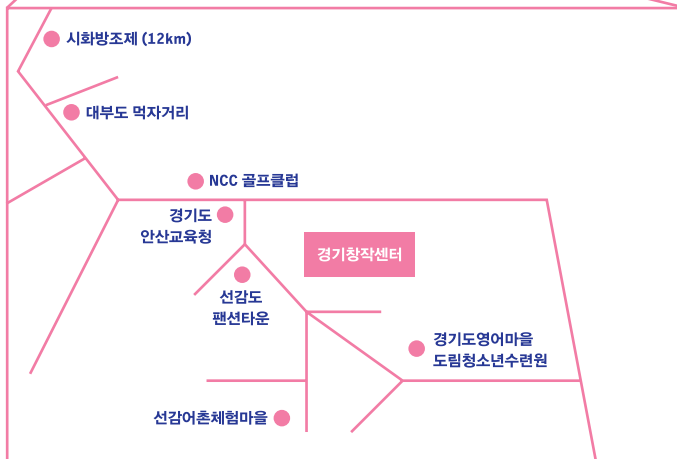 시화방조제 (12km)
대부도 먹자거리
NCC 골프클럽
경기도
안산교육청
경기창작센터
선감도
팬션타운
경기도영어마을
도림청소년수련원
선감어촌체험마을